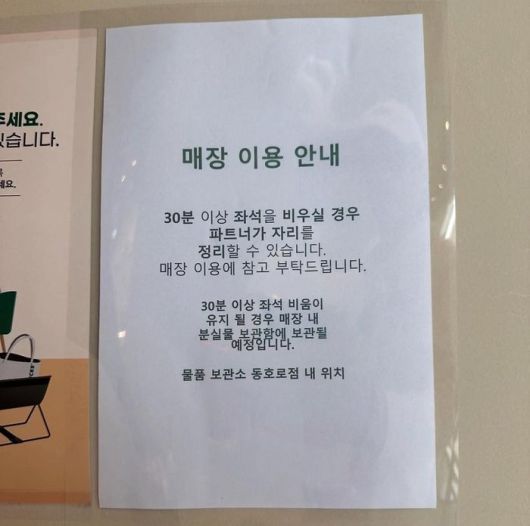 주세요.
있습니다.
세요.
매장 이용 안내
30분 이상 좌석을 비우실 경우
파트너가 자리를
정리할 수 있습니다.
매장 이용에 참고 부탁드립니다.
30분 이상 좌석 비움이
유지 될 경우 매장 내
분실물 보관함에 보관될
예정입니다.
물품 보관소 동호로점 내 위치